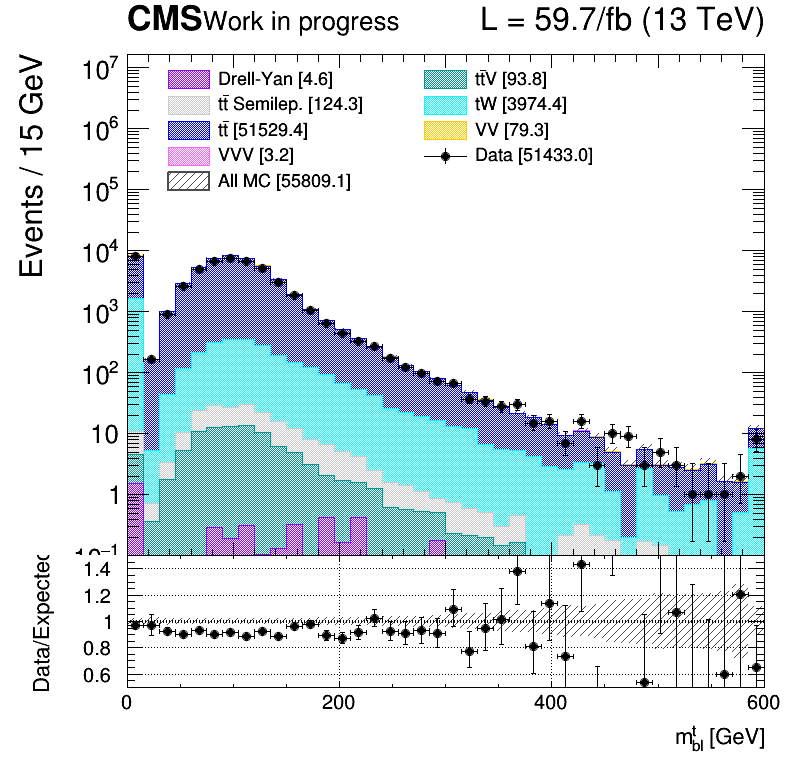 CMS Work in progress L = 59.7/fb (13 TeV)
Events / 15 GeV
10⁷
10⁶
10⁵
10⁴
10³
10²
10
1
10⁻¹
Drell-Yan [4.6]
tt̄V [93.8]
tt̄ Semilep. [124.3]
tW [3974.4]
tt̄ [51529.4]
VV [79.3]
VVV [3.2]
Data [51433.0]
All MC [55809.1]
Data/Expected
1.4
1.2
1
0.8
0.6
0 200 400 600
mᵗbl [GeV]